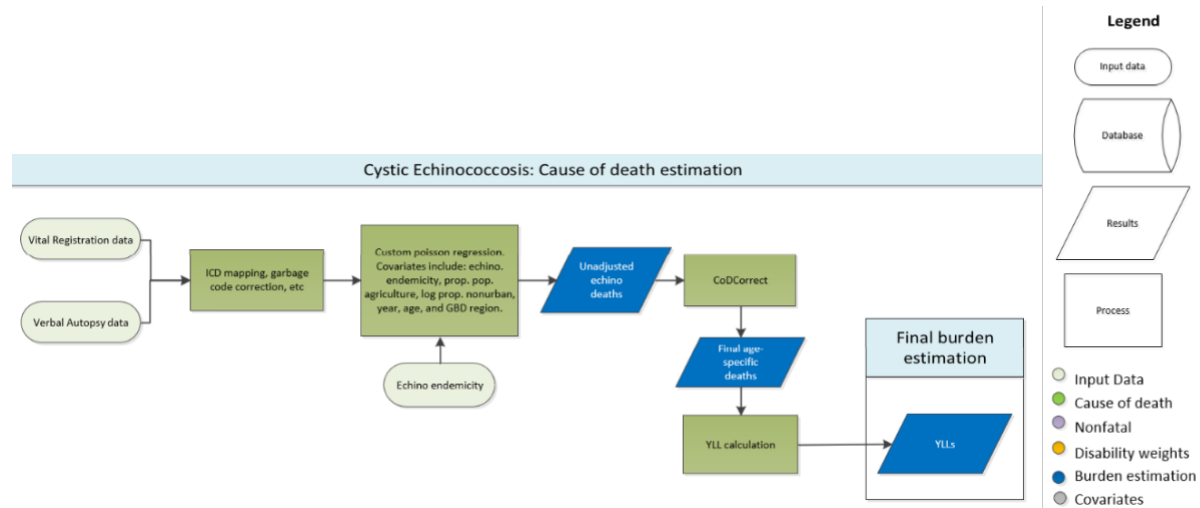 Cystic Echinococcosis: Cause of death estimation
Vital Registration data
Verbal Autopsy data
ICD mapping, garbage
code correction, etc
Custom poisson regression.
Covariates include: echino.
endemicity, prop. pop.
agriculture, log prop. nonurban,
year, age, and GBD region.
Echino endemicity
Unadjusted
echino
deaths
CoDCorrect
Final age-
specific
deaths
YLL calculation
Final burden
estimation
YLLs
Legend
Input data
Database
Results
Process
Input Data
Cause of death
Nonfatal
Disability weights
Burden estimation
Covariates